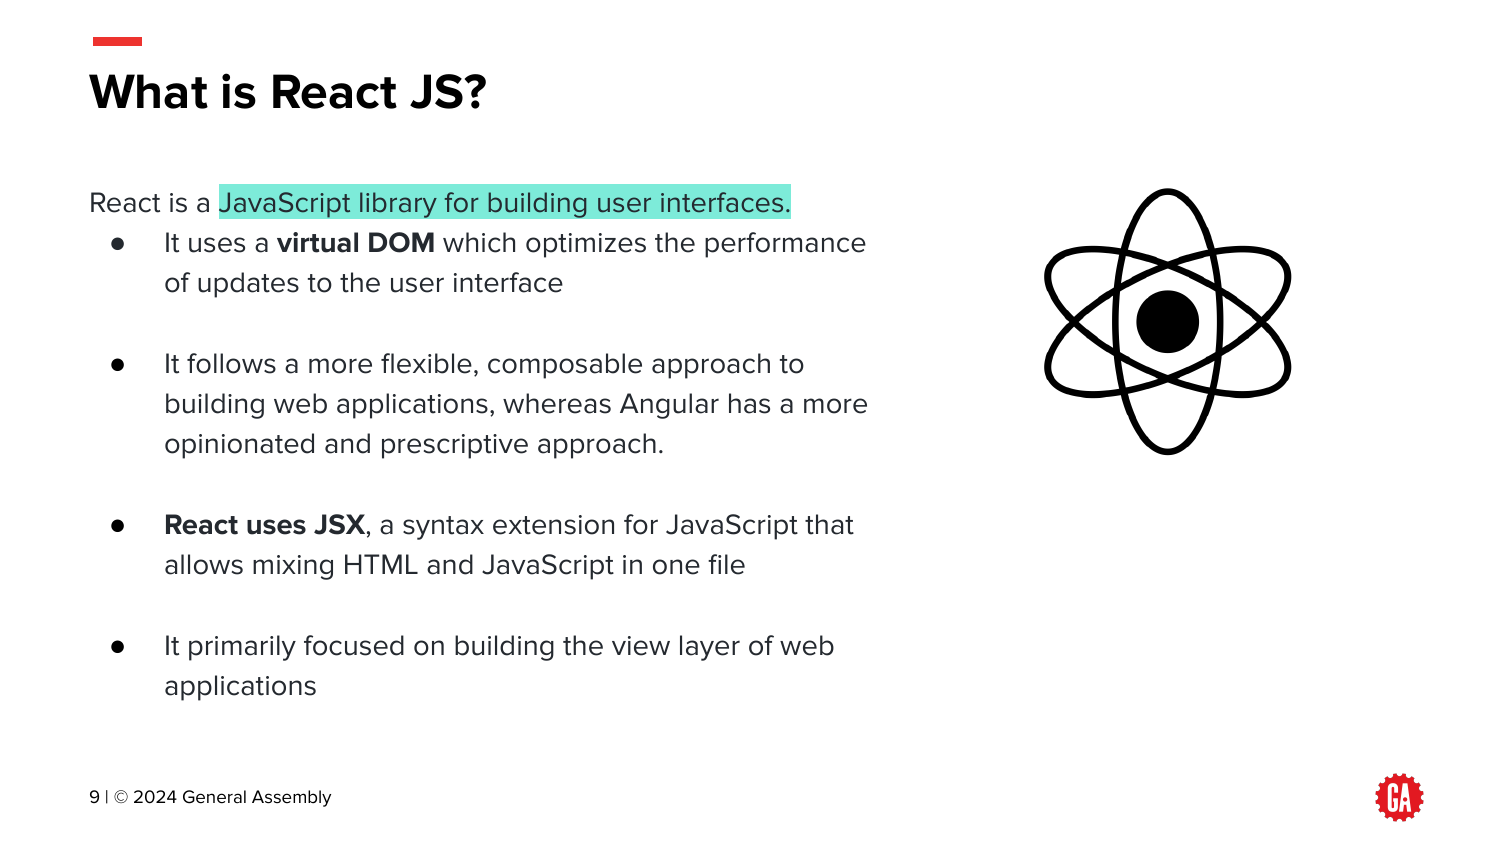 What is React JS?
React is a JavaScript library for building user interfaces.
● It uses a virtual DOM which optimizes the performance
of updates to the user interface
● It follows a more flexible, composable approach to
building web applications, whereas Angular has a more
opinionated and prescriptive approach.
● React uses JSX, a syntax extension for JavaScript that
allows mixing HTML and JavaScript in one file
● It primarily focused on building the view layer of web
applications
9 | © 2024 General Assembly
GA